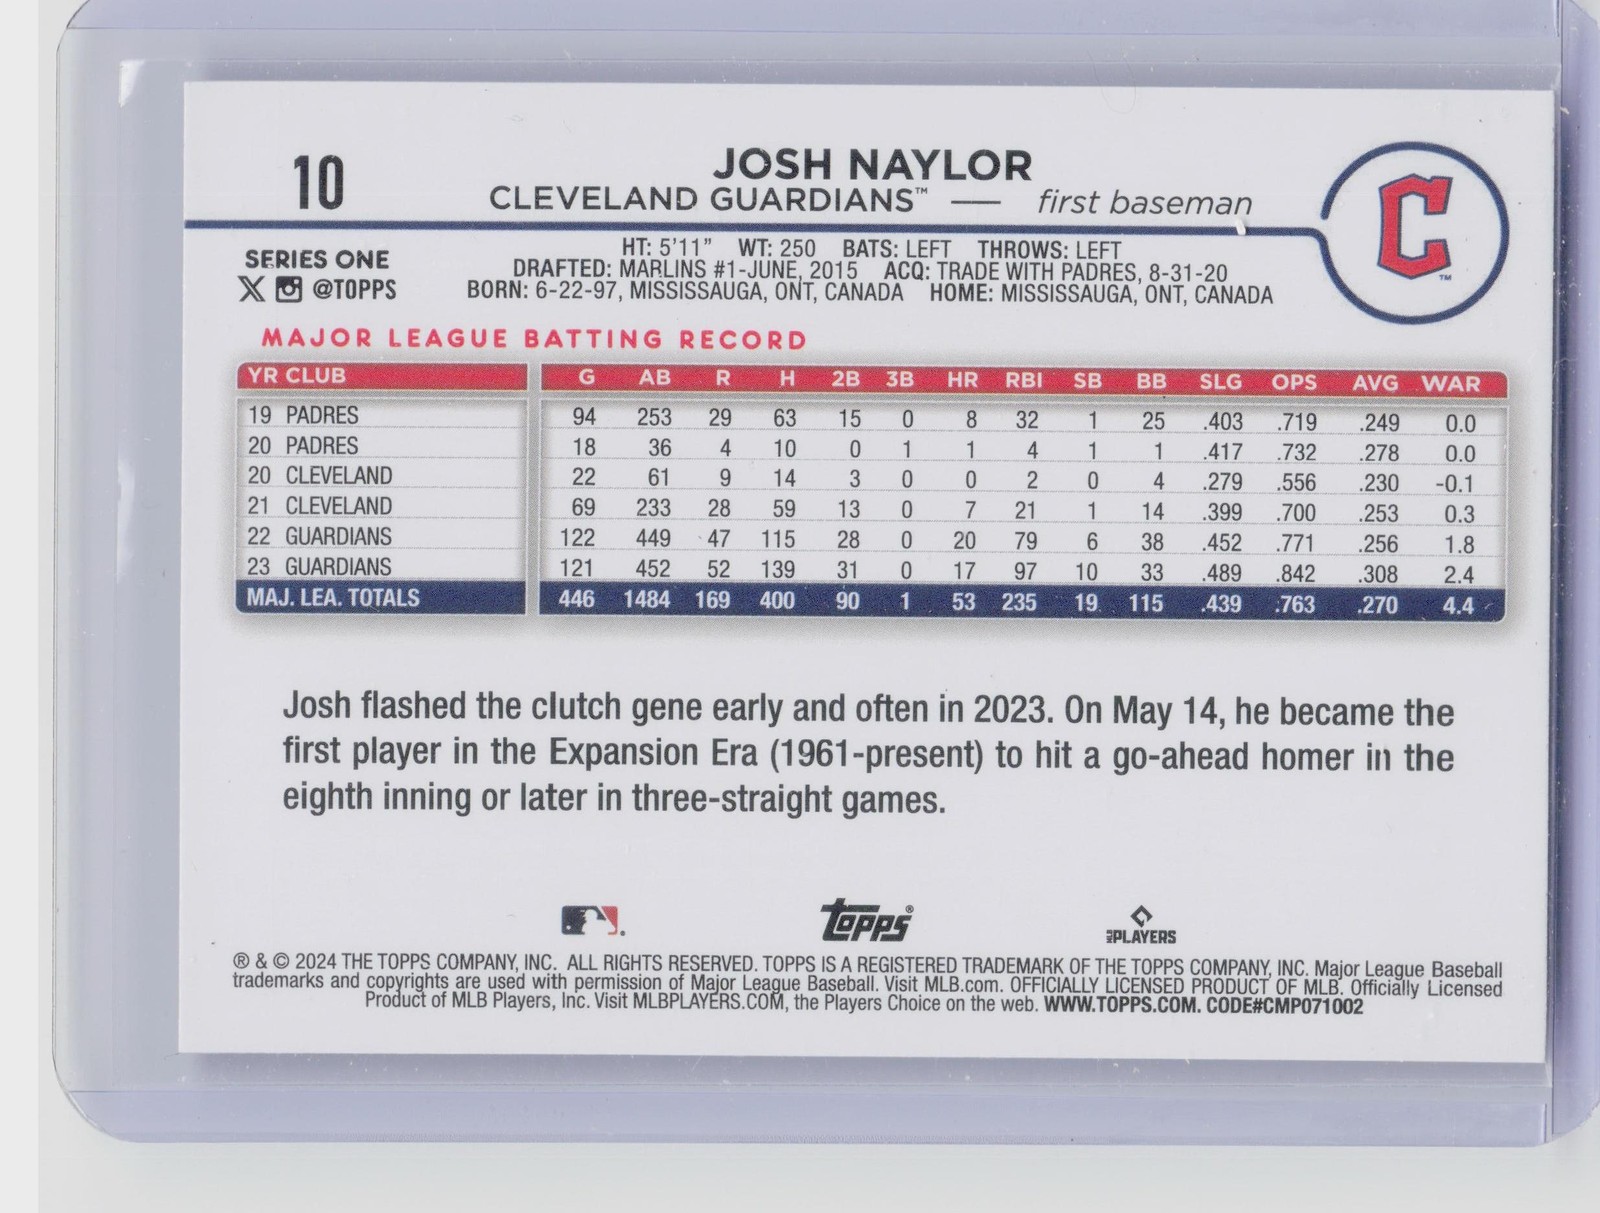 10
JOSH NAYLOR
CLEVELAND GUARDIANS™ — first baseman
C™
SERIES ONE
X @TOPPS
HT: 5'11" WT: 250 BATS: LEFT THROWS: LEFT
DRAFTED: MARLINS #1-JUNE, 2015 ACQ: TRADE WITH PADRES, 8-31-20
BORN: 6-22-97, MISSISSAUGA, ONT, CANADA HOME: MISSISSAUGA, ONT, CANADA
MAJOR LEAGUE BATTING RECORD
YR CLUB G AB R H 2B 3B HR RBI SB BB SLG OPS AVG WAR
19 PADRES 94 253 29 63 15 0 8 32 1 25 .403 .719 .249 0.0
20 PADRES 18 36 4 10 0 1 1 4 1 1 .417 .732 .278 0.0
20 CLEVELAND 22 61 9 14 3 0 0 2 0 4 .279 .556 .230 -0.1
21 CLEVELAND 69 233 28 59 13 0 7 21 1 14 .399 .700 .253 0.3
22 GUARDIANS 122 449 47 115 28 0 20 79 6 38 .452 .771 .256 1.8
23 GUARDIANS 121 452 52 139 31 0 17 97 10 33 .489 .842 .308 2.4
MAJ. LEA. TOTALS 446 1484 169 400 90 1 53 235 19 115 .439 .763 .270 4.4
Josh flashed the clutch gene early and often in 2023. On May 14, he became the
first player in the Expansion Era (1961-present) to hit a go-ahead homer in the
eighth inning or later in three-straight games.
topps® MLB PLAYERS
® & © 2024 THE TOPPS COMPANY, INC. ALL RIGHTS RESERVED. TOPPS IS A REGISTERED TRADEMARK OF THE TOPPS COMPANY, INC. Major League Baseball
trademarks and copyrights are used with permission of Major League Baseball. Visit MLB.com. OFFICIALLY LICENSED PRODUCT OF MLB. Officially Licensed
Product of MLB Players, Inc. Visit MLBPLAYERS.COM, the Players Choice on the web. WWW.TOPPS.COM. CODE#CMP071002